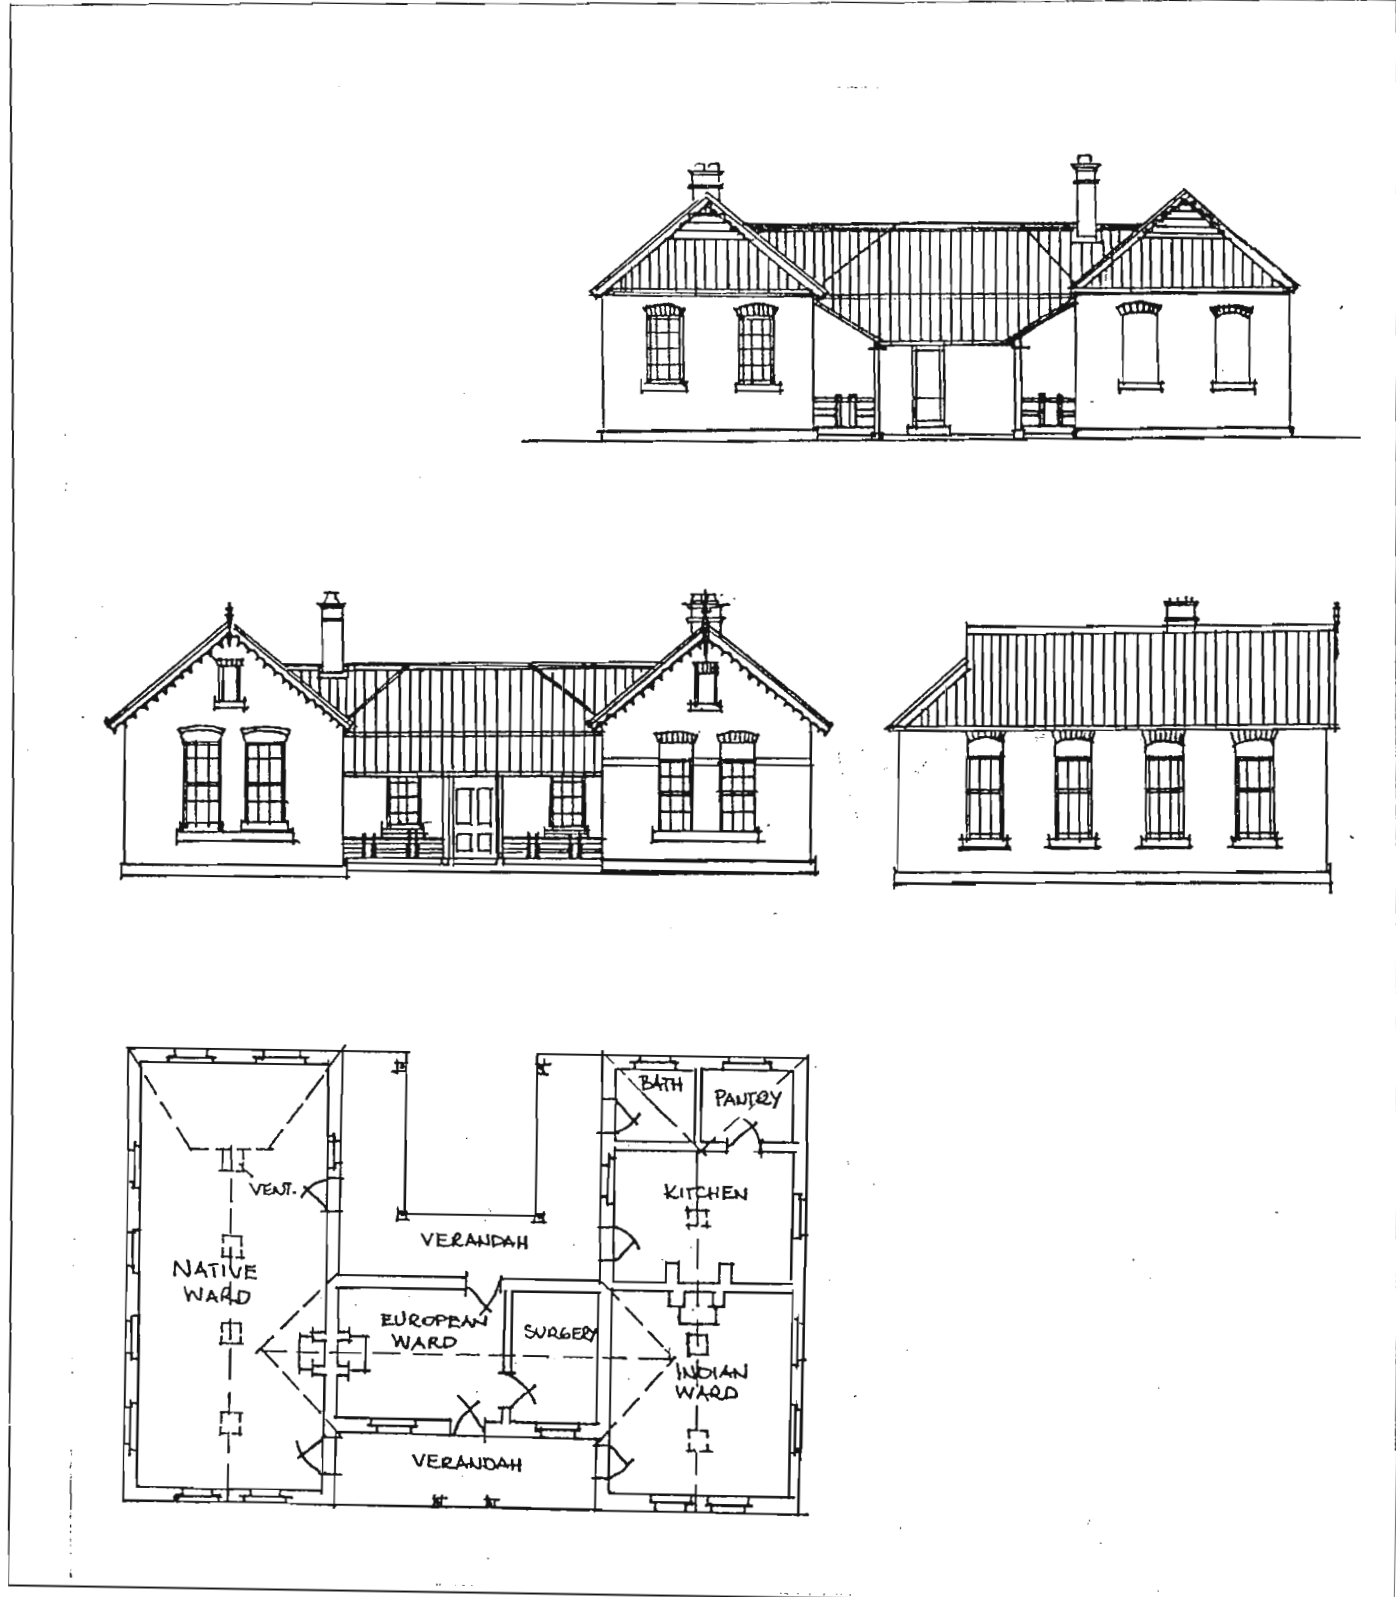 BATH
PANTRY
VENT.
KITCHEN
VERANDAH
NATIVE
WARD
EUROPEAN
WARD
SURGERY
INDIAN
WARD
VERANDAH